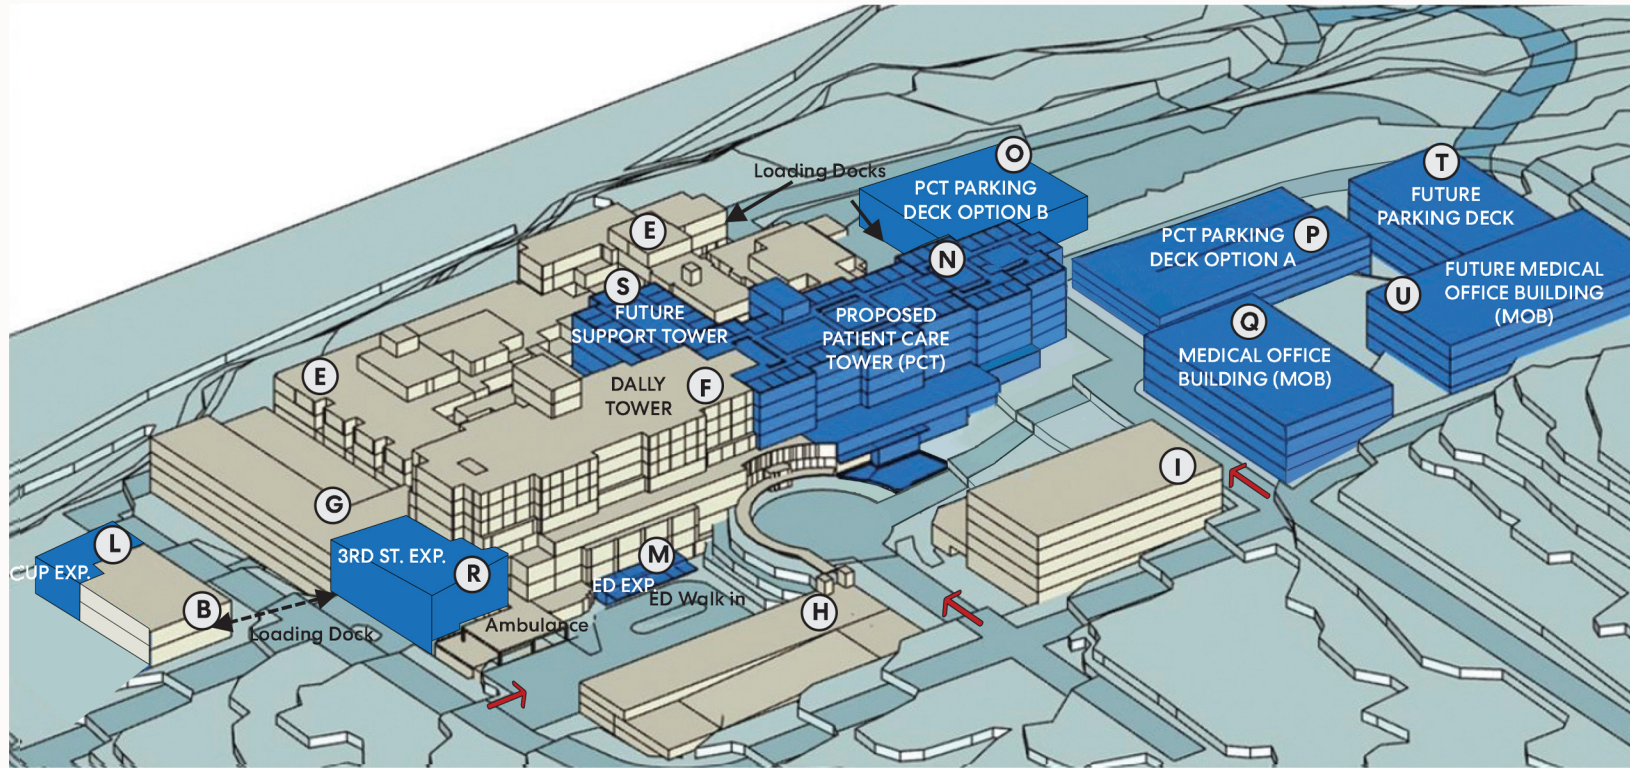 O
PCT PARKING
DECK OPTION B
Loading Docks
T
FUTURE
PARKING DECK
E
N
PCT PARKING
DECK OPTION A
P
S
FUTURE
SUPPORT TOWER
PROPOSED
PATIENT CARE
TOWER (PCT)
U
FUTURE MEDICAL
OFFICE BUILDING
(MOB)
Q
MEDICAL OFFICE
BUILDING (MOB)
E
DALLY
TOWER
F
I
G
L
CUP EXP.
3RD ST. EXP.
R
M
ED EXP.
ED Walk in
B
Loading Dock
Ambulance
H